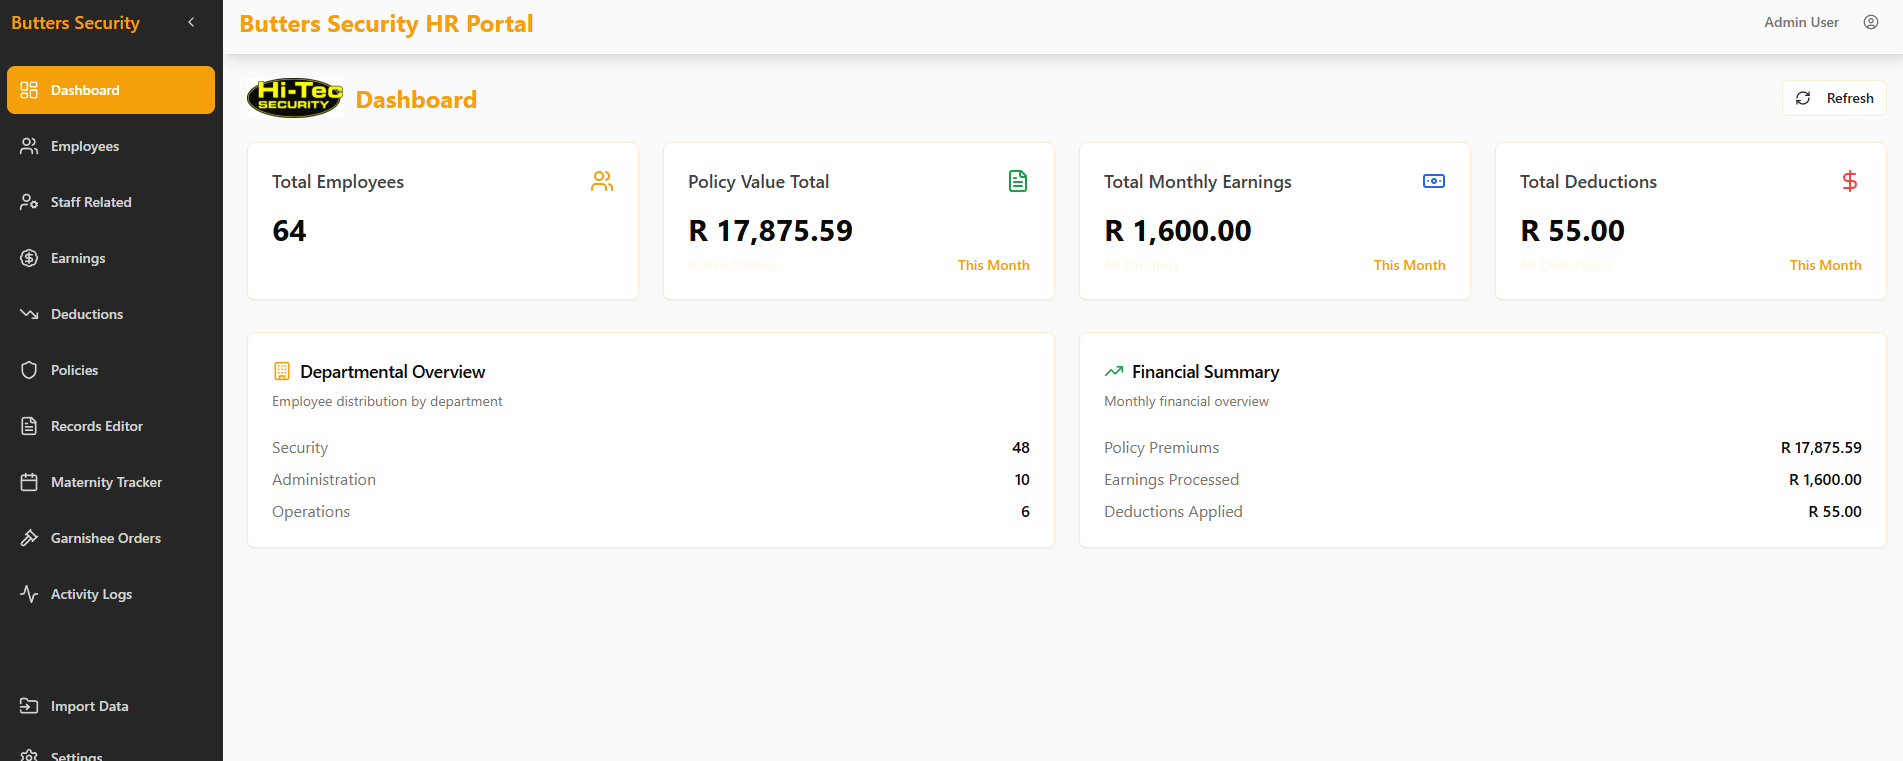 Butters Security
Butters Security HR Portal
Admin User
Dashboard
Employees
Staff Related
Earnings
Deductions
Policies
Records Editor
Maternity Tracker
Garnishee Orders
Activity Logs
Import Data
Settings
Hi-Tec
SECURITY
Dashboard
Refresh
Total Employees
64
Policy Value Total
R 17,875.59
Active Policies
This Month
Total Monthly Earnings
R 1,600.00
All Earnings
This Month
Total Deductions
R 55.00
All Deductions
This Month
Departmental Overview
Employee distribution by department
Security 48
Administration 10
Operations 6
Financial Summary
Monthly financial overview
Policy Premiums R 17,875.59
Earnings Processed R 1,600.00
Deductions Applied R 55.00